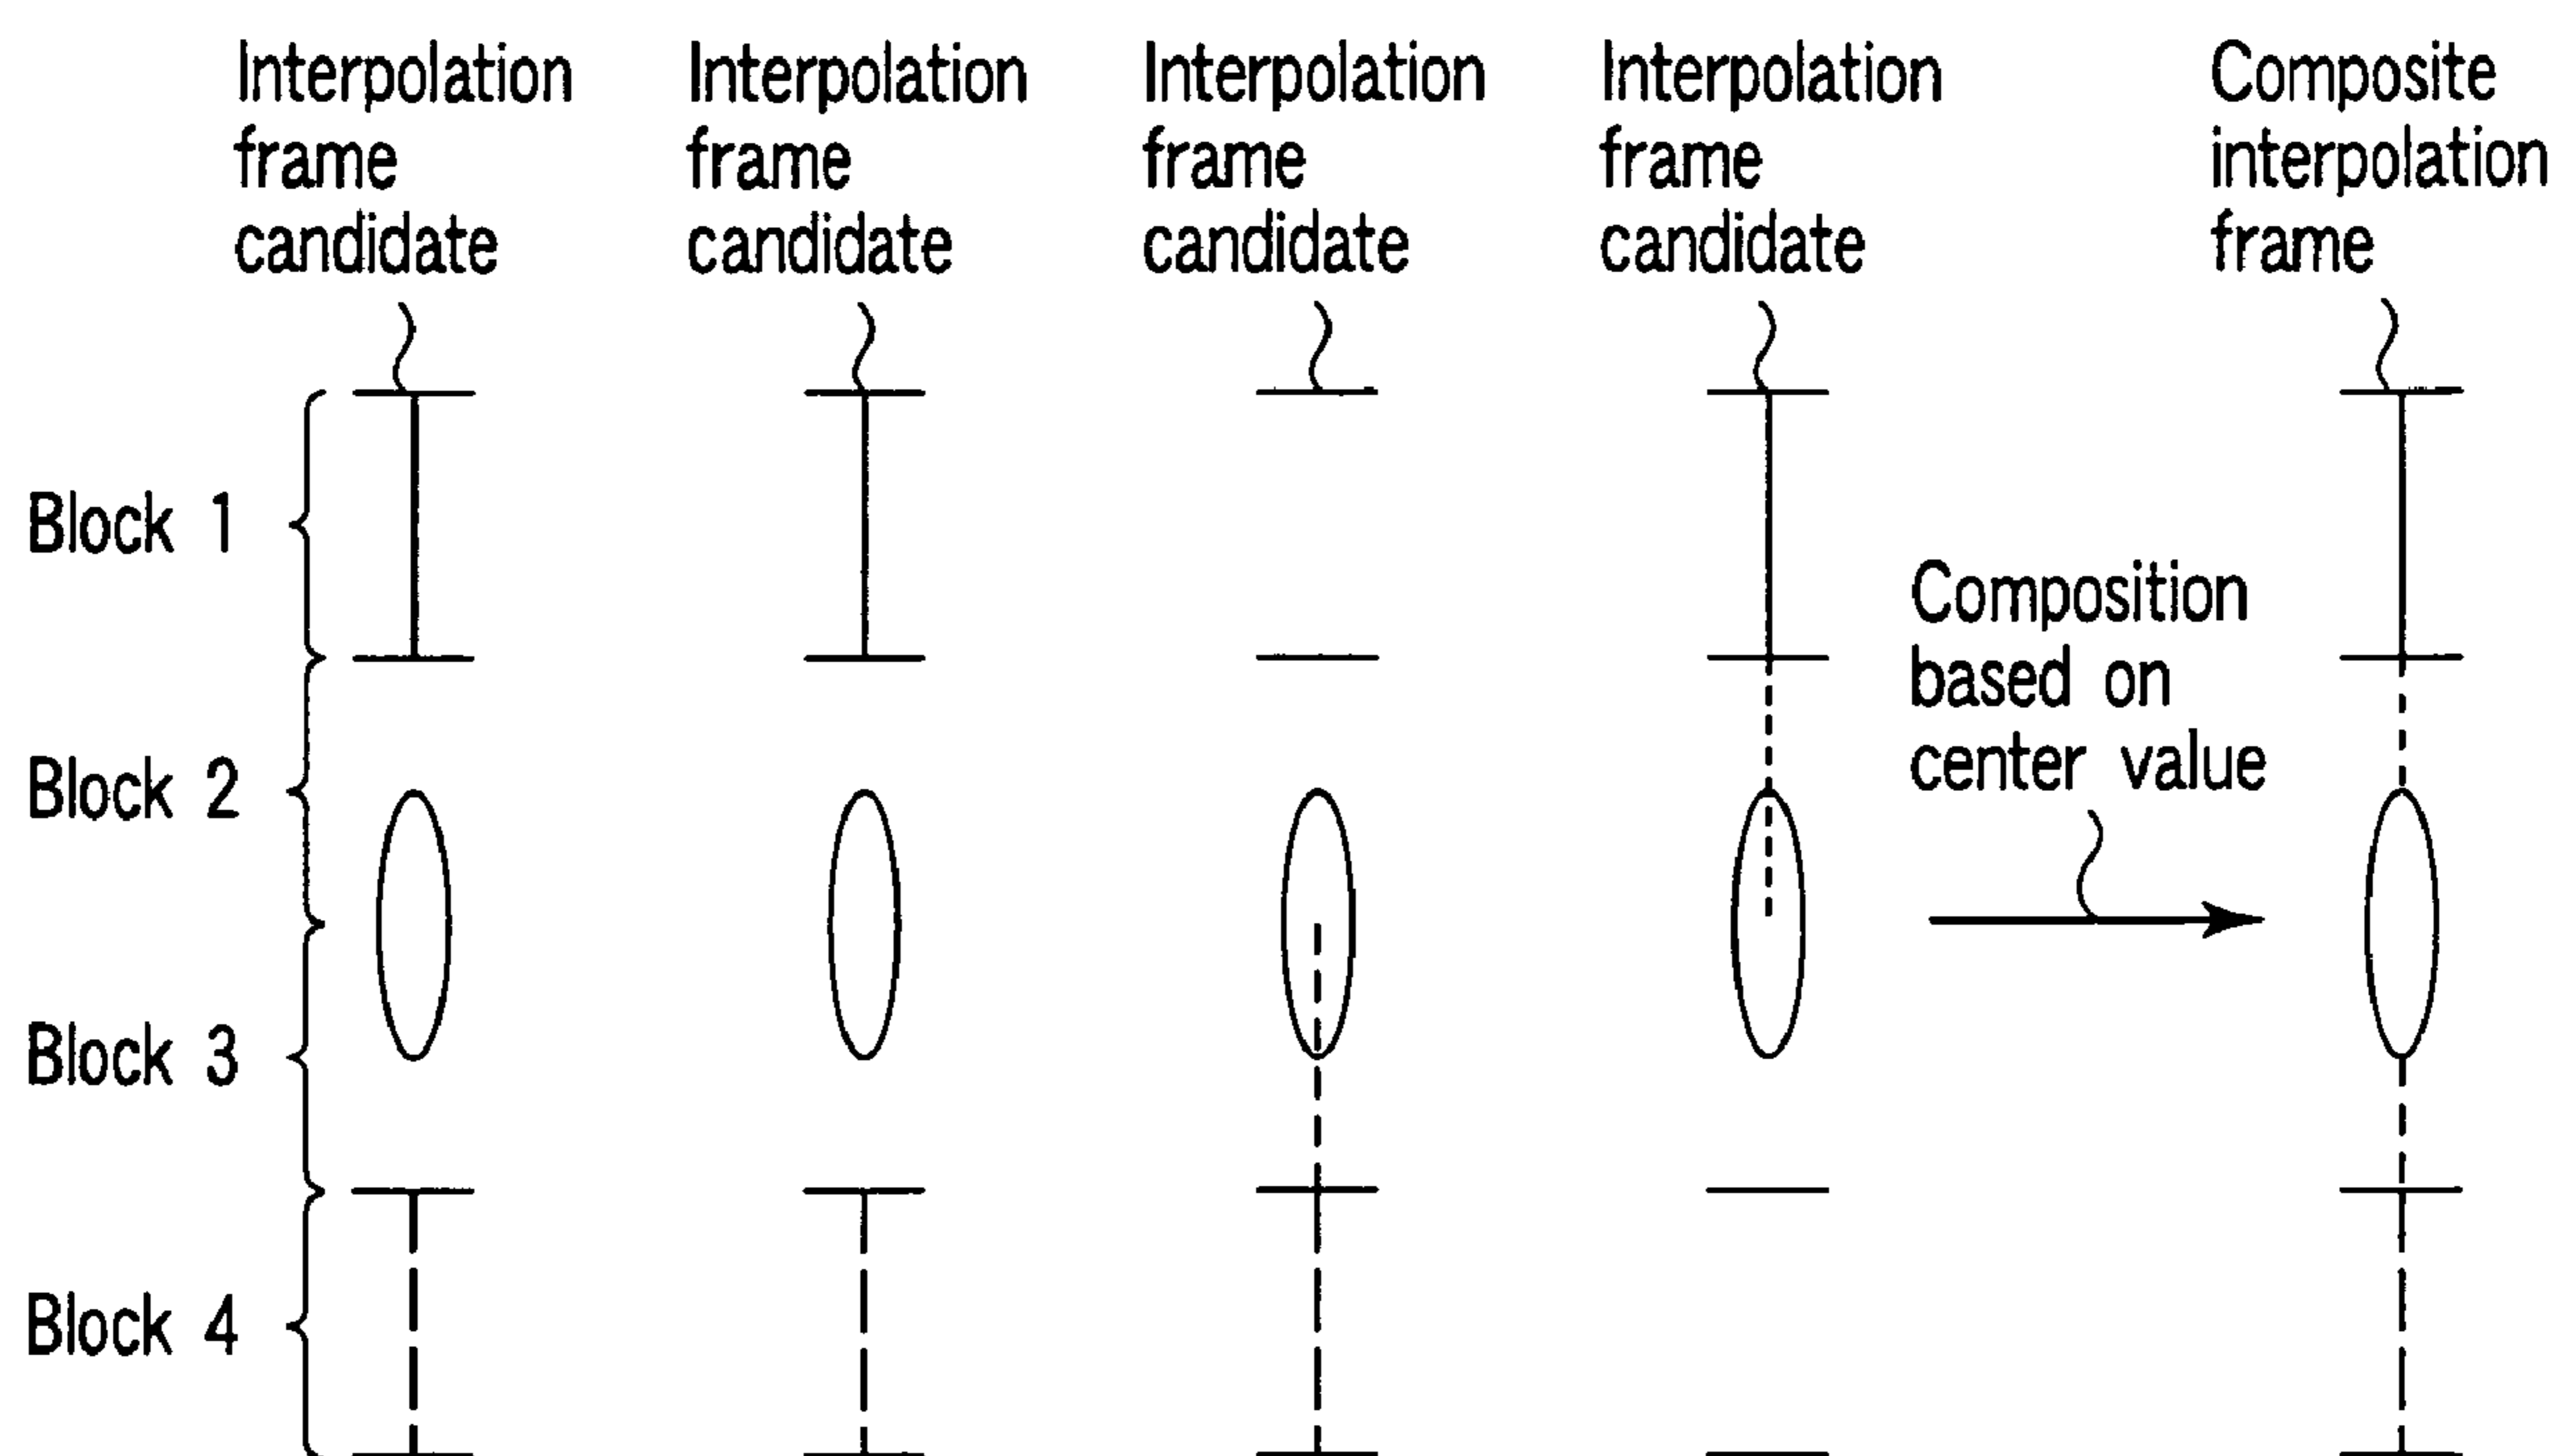 Interpolation
frame
candidate
Interpolation
frame
candidate
Interpolation
frame
candidate
Interpolation
frame
candidate
Composite
interpolation
frame
Block 1
Composition
based on
center value
Block 2
Block 3
Block 4